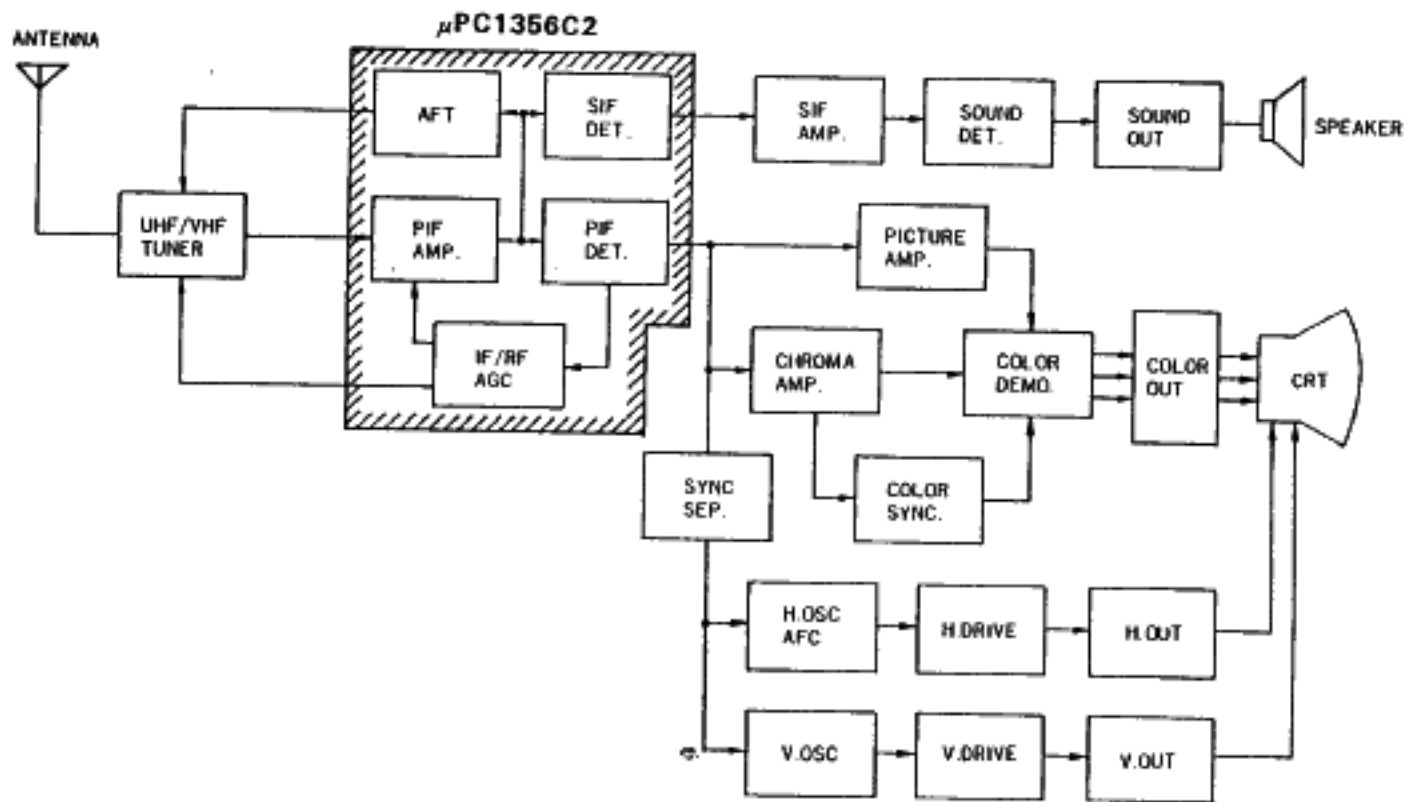 μPC1356C2
ANTENNA
AFT
SIF
DET.
SIF
AMP.
SOUND
DET.
SOUND
OUT
SPEAKER
UHF/VHF
TUNER
PIF
AMP.
PIF
DET.
PICTURE
AMP.
IF/RF
AGC
CHROMA
AMP.
COLOR
DEMO.
COLOR
OUT
CRT
SYNC
SEP.
COLOR
SYNC.
H.OSC
AFC
H.DRIVE
H.OUT
V.OSC
V.DRIVE
V.OUT